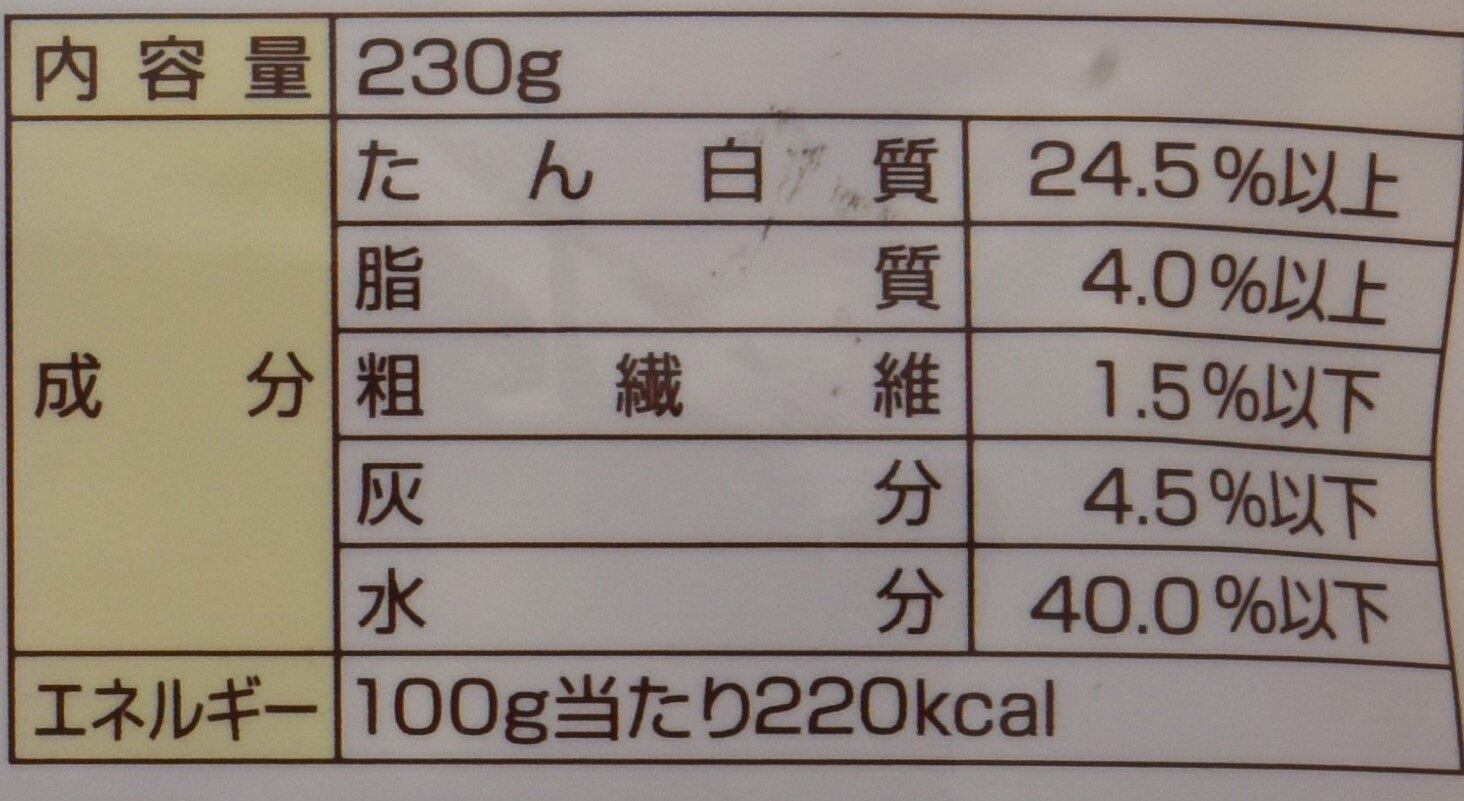 内容量 230g
成分 たん白質 24.5%以上
脂質 4.0%以上
粗繊維 1.5%以下
灰分 4.5%以下
水分 40.0%以下
エネルギー 100g当たり220kcal